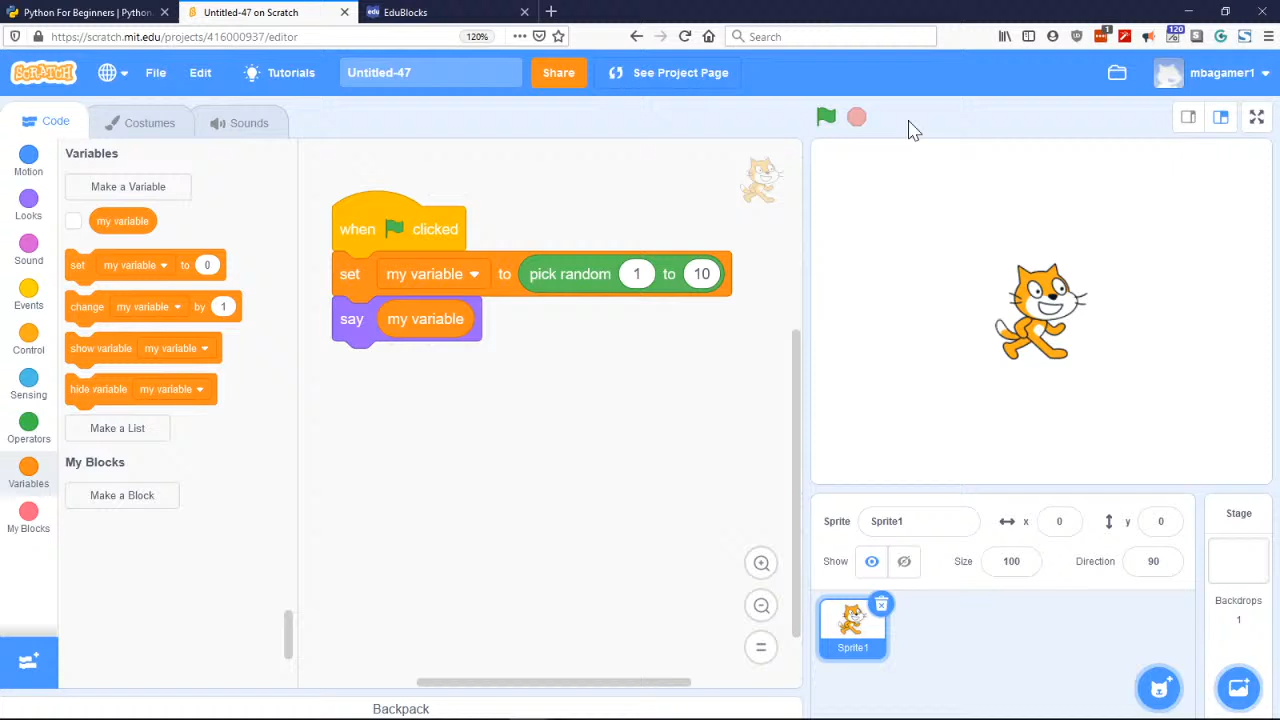 Python For Beginners | Python.
Untitled-47 on Scratch
EduBlocks
https://scratch.mit.edu/projects/416000937/editor
120%
Search
1
120
SCRATCH
File
Edit
Tutorials
Untitled-47
Share
See Project Page
mbagamer1
Code
Costumes
Sounds
Motion
Looks
Sound
Events
Control
Sensing
Operators
Variables
My Blocks
Variables
Make a Variable
my variable
set my variable to 0
change my variable by 1
show variable my variable
hide variable my variable
Make a List
My Blocks
Make a Block
when clicked
set my variable to pick random 1 to 10
say my variable
Sprite Sprite1 x 0 y 0
Show Size 100 Direction 90
Sprite1
Stage
Backdrops
1
Backpack